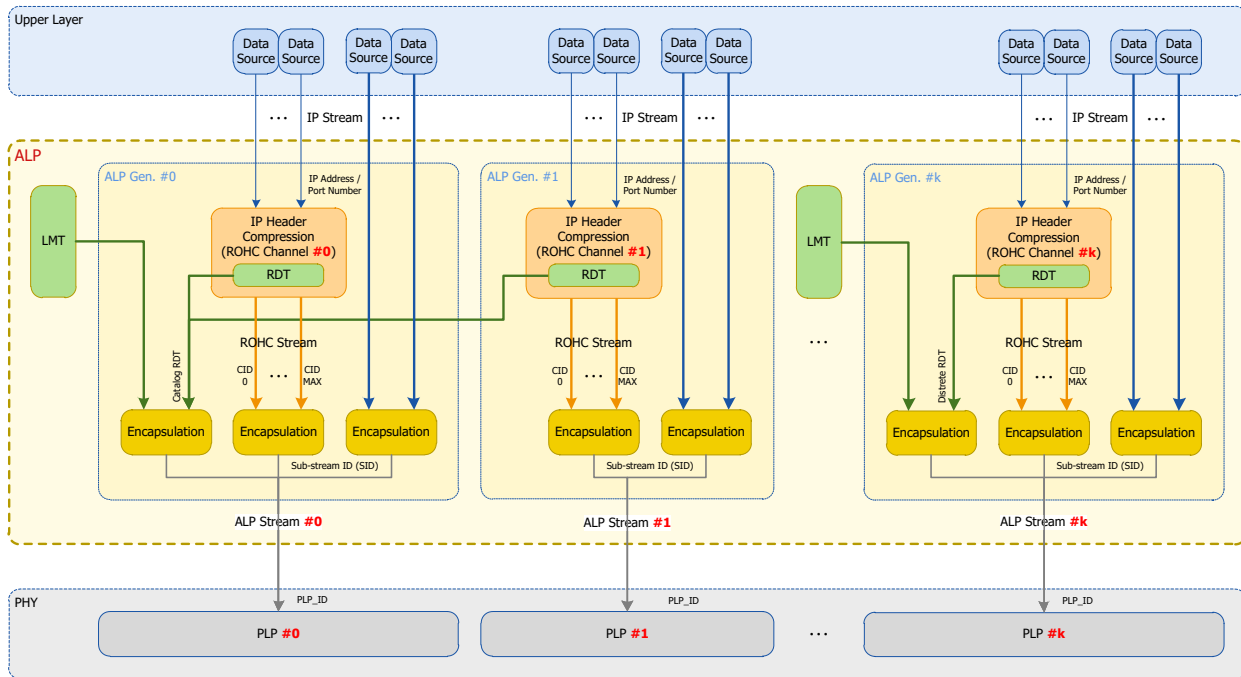 Upper Layer
Data
Source
Data
Source
Data
Source
Data
Source
Data
Source
Data
Source
Data
Source
Data
Source
Data
Source
Data
Source
Data
Source
Data
Source
... IP Stream ...
... IP Stream ...
... IP Stream ...
ALP
ALP Gen. #0
IP Address /
Port Number
ALP Gen. #1
IP Address /
Port Number
ALP Gen. #k
IP Address /
Port Number
LMT
IP Header
Compression
(ROHC Channel #0)
RDT
IP Header
Compression
(ROHC Channel #1)
RDT
LMT
IP Header
Compression
(ROHC Channel #k)
RDT
...
Catalog RDT
ROHC Stream
CID
0
...
CID
MAX
ROHC Stream
CID
0
...
CID
MAX
Distrete RDT
ROHC Stream
CID
0
...
CID
MAX
Encapsulation
Encapsulation
Encapsulation
Encapsulation
Encapsulation
Encapsulation
Encapsulation
Encapsulation
Sub-stream ID (SID)
Sub-stream ID (SID)
Sub-stream ID (SID)
ALP Stream #0
ALP Stream #1
ALP Stream #k
PHY
PLP_ID
PLP_ID
PLP_ID
PLP #0
PLP #1
...
PLP #k